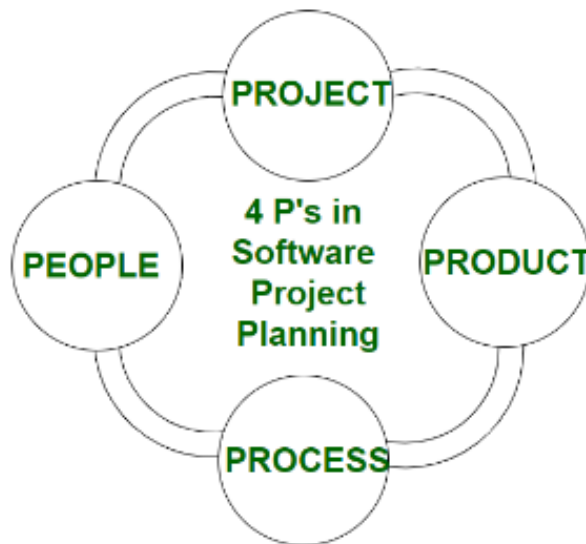 PROJECT
4 P's in
Software
Project
Planning
PEOPLE
PRODUCT
PROCESS